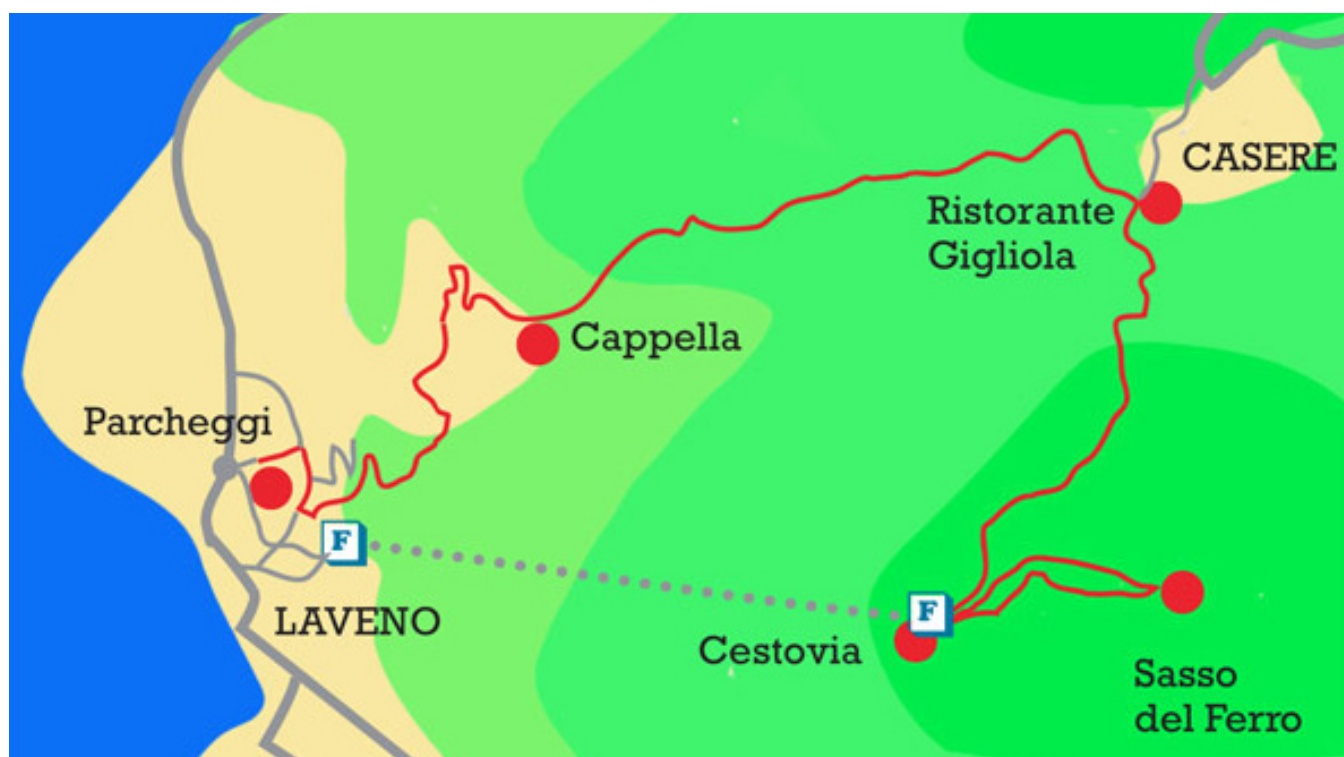 CASERE
Ristorante
Gigliola
Cappella
Parcheggi
F
LAVENO
F
Cestovia
Sasso
del Ferro